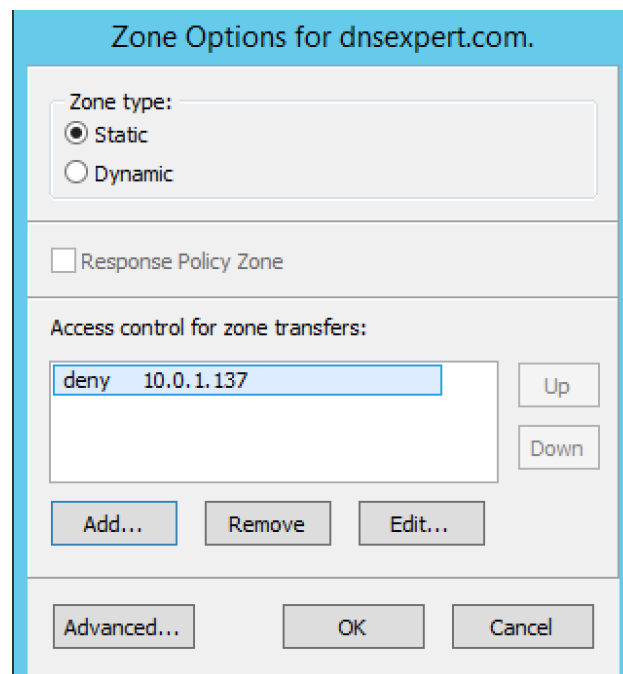 Zone Options for dnsexpert.com.
Zone type:
Static
Dynamic
Response Policy Zone
Access control for zone transfers:
deny 10.0.1.137
Up
Down
Add... Remove Edit...
Advanced... OK Cancel